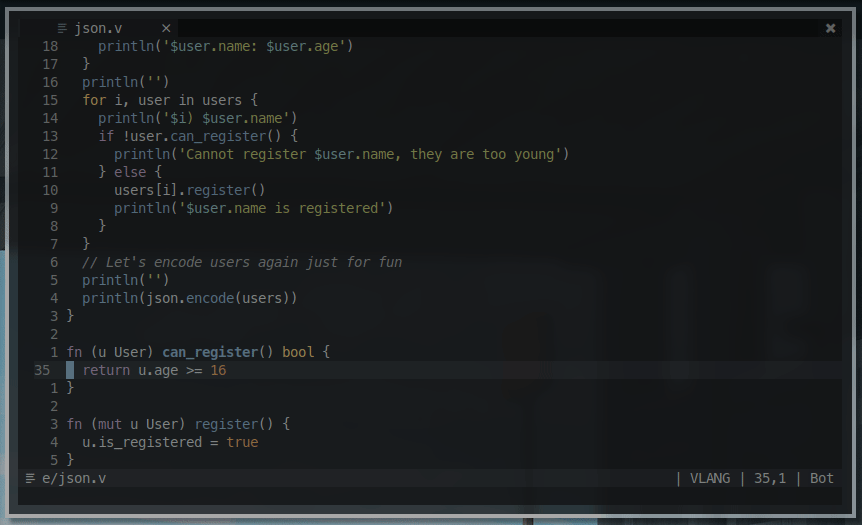 json.v ×
18 println('$user.name: $user.age')
17 }
16 println('')
15 for i, user in users {
14 println('$i) $user.name')
13 if !user.can_register() {
12 println('Cannot register $user.name, they are too young')
11 } else {
10 users[i].register()
9 println('$user.name is registered')
8 }
7 }
6 // Let's encode users again just for fun
5 println('')
4 println(json.encode(users))
3 }
2
1 fn (u User) can_register() bool {
35 return u.age >= 16
1 }
2
3 fn (mut u User) register() {
4 u.is_registered = true
5 }
e/json.v | VLANG | 35,1 | Bot